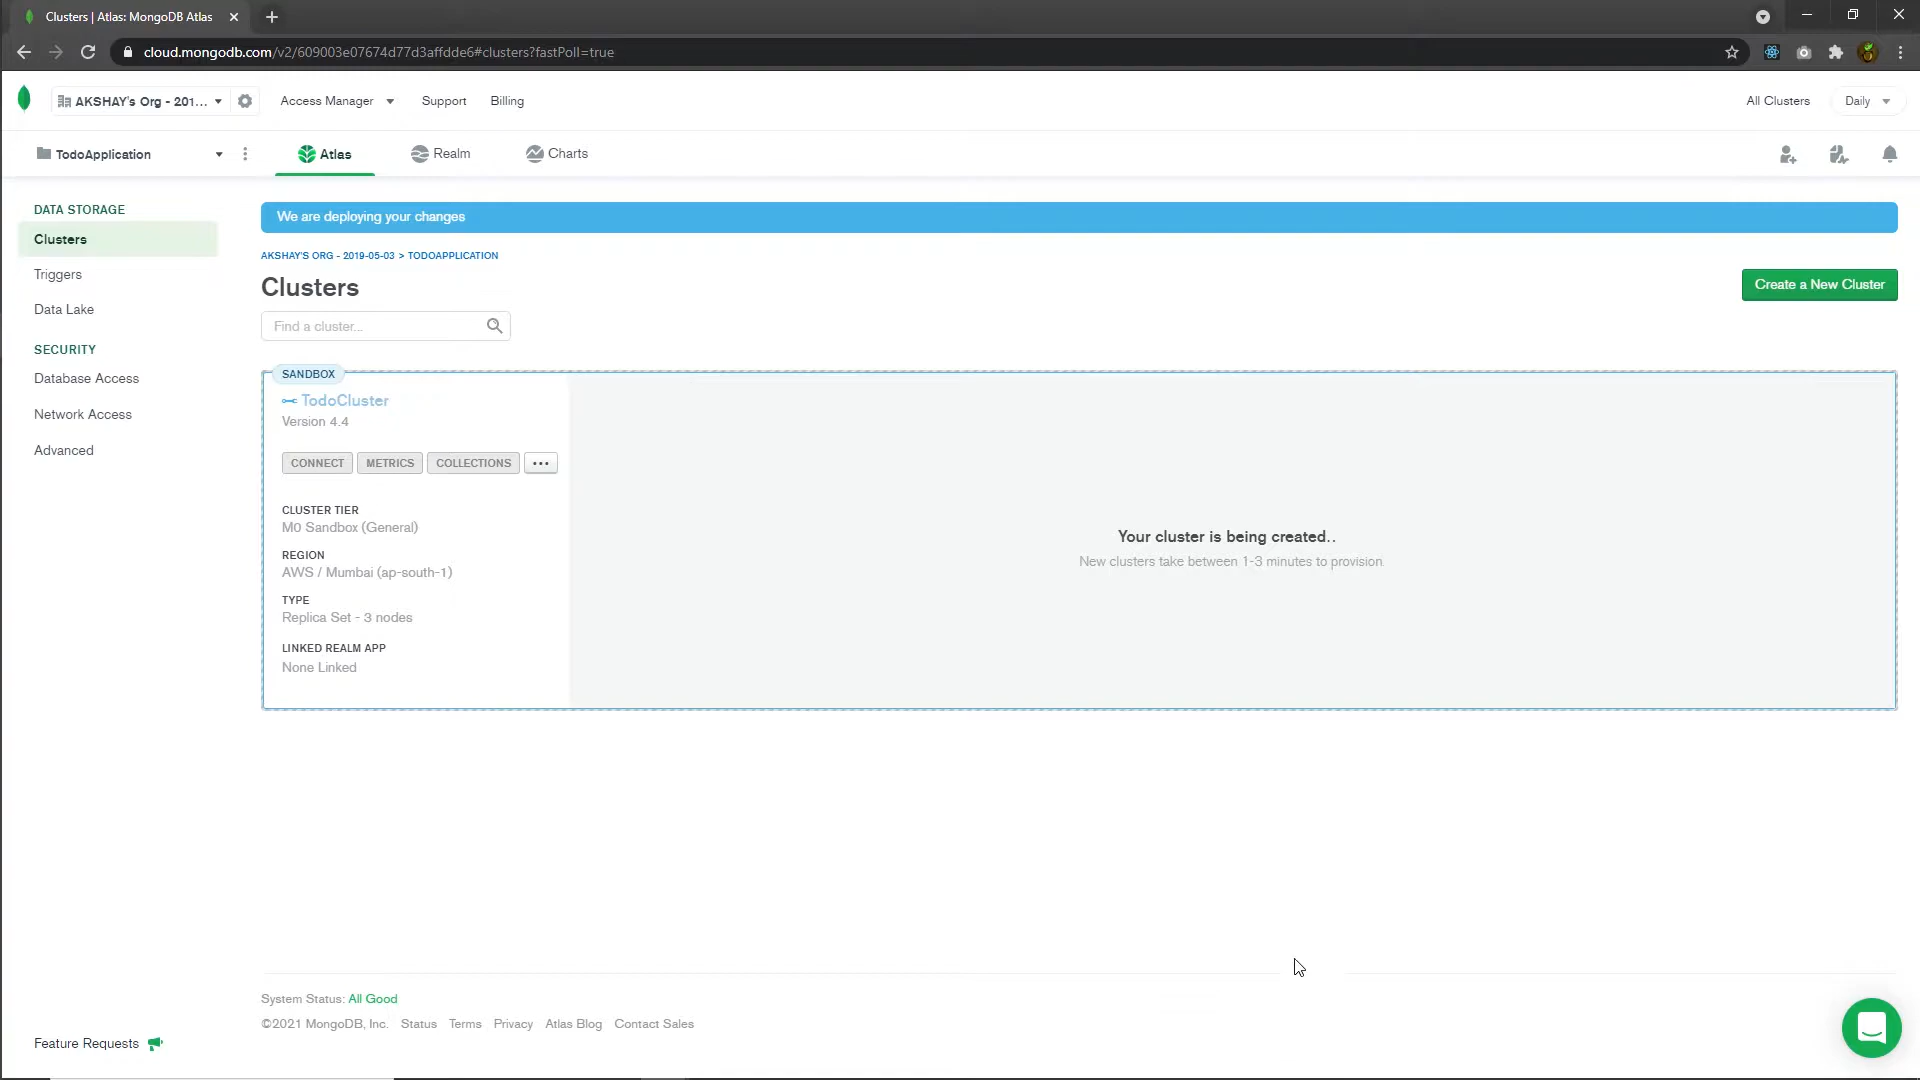 Clusters | Atlas: MongoDB Atlas
cloud.mongodb.com/v2/609003e07674d77d3affdde6#clusters?fastPoll=true
AKSHAY's Org - 201...
Access Manager
Support
Billing
All Clusters
Daily
TodoApplication
Atlas
Realm
Charts
DATA STORAGE
Clusters
Triggers
Data Lake
SECURITY
Database Access
Network Access
Advanced
We are deploying your changes
AKSHAY'S ORG - 2019-05-03 > TODOAPPLICATION
Clusters
Create a New Cluster
Find a cluster...
SANDBOX
TodoCluster
Version 4.4
CONNECT
METRICS
COLLECTIONS
...
CLUSTER TIER
M0 Sandbox (General)
REGION
AWS / Mumbai (ap-south-1)
TYPE
Replica Set - 3 nodes
LINKED REALM APP
None Linked
Your cluster is being created..
New clusters take between 1-3 minutes to provision.
System Status: All Good
©2021 MongoDB, Inc. Status Terms Privacy Atlas Blog Contact Sales
Feature Requests